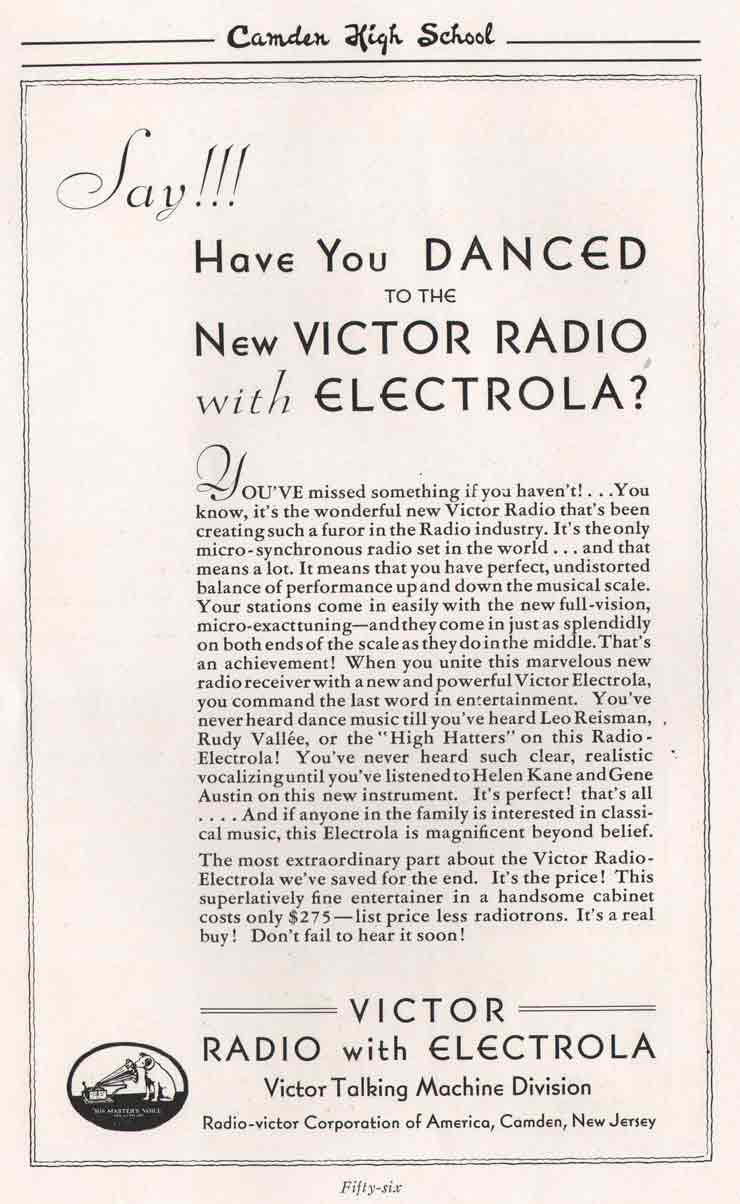 Camden High School
Say!!!
Have You DANCED
TO THE
New VICTOR RADIO
with ELECTROLA?
YOU'VE missed something if you haven't! . . . You
know, it's the wonderful new Victor Radio that's been
creating such a furor in the Radio industry. It's the only
micro-synchronous radio set in the world . . . and that
means a lot. It means that you have perfect, undistorted
balance of performance up and down the musical scale.
Your stations come in easily with the new full-vision,
micro-exact tuning—and they come in just as splendidly
on both ends of the scale as they do in the middle. That's
an achievement! When you unite this marvelous new
radio receiver with a new and powerful Victor Electrola,
you command the last word in entertainment. You've
never heard dance music till you've heard Leo Reisman,
Rudy Vallée, or the "High Hatters" on this Radio-
Electrola! You've never heard such clear, realistic
vocalizing until you've listened to Helen Kane and Gene
Austin on this new instrument. It's perfect! that's all
. . . . And if anyone in the family is interested in classi-
cal music, this Electrola is magnificent beyond belief.
The most extraordinary part about the Victor Radio-
Electrola we've saved for the end. It's the price! This
superlatively fine entertainer in a handsome cabinet
costs only $275—list price less radiotrons. It's a real
buy! Don't fail to hear it soon!
VICTOR
RADIO with ELECTROLA
Victor Talking Machine Division
Radio-victor Corporation of America, Camden, New Jersey
"HIS MASTER'S VOICE"
Fifty-six